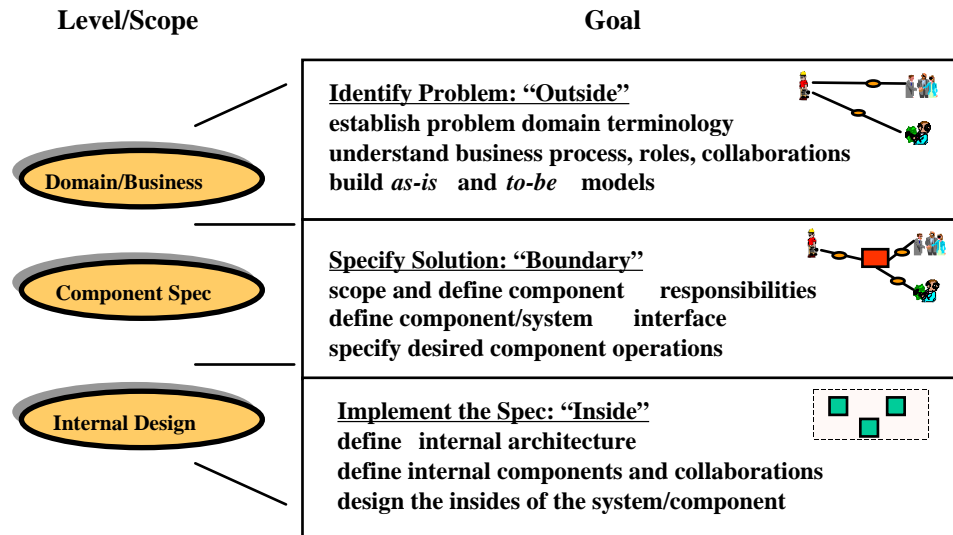 Level/Scope
Goal
Domain/Business
Identify Problem: “Outside”
establish problem domain terminology
understand business process, roles, collaborations
build as-is and to-be models
Component Spec
Specify Solution: “Boundary”
scope and define component responsibilities
define component/system interface
specify desired component operations
Internal Design
Implement the Spec: “Inside”
define internal architecture
define internal components and collaborations
design the insides of the system/component